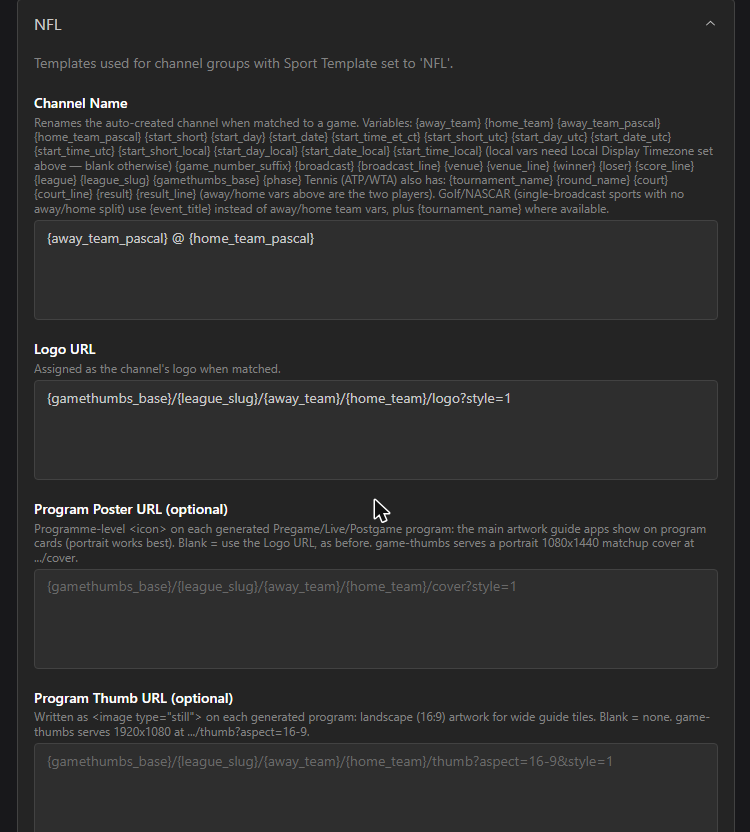 NFL
Templates used for channel groups with Sport Template set to 'NFL'.
Channel Name
Renames the auto-created channel when matched to a game. Variables: {away_team} {home_team} {away_team_pascal}
{home_team_pascal} {start_short} {start_day} {start_date} {start_time_et_ct} {start_short_utc} {start_day_utc} {start_date_utc}
{start_time_utc} {start_short_local} {start_day_local} {start_date_local} {start_time_local} (local vars need Local Display Timezone set
above — blank otherwise) {game_number_suffix} {broadcast} {broadcast_line} {venue} {venue_line} {winner} {loser} {score_line}
{league} {league_slug} {gamethumbs_base} {phase} Tennis (ATP/WTA) also has: {tournament_name} {round_name} {court}
{court_line} {result} {result_line} (away/home vars above are the two players). Golf/NASCAR (single-broadcast sports with no
away/home split) use {event_title} instead of away/home team vars, plus {tournament_name} where available.
{away_team_pascal} @ {home_team_pascal}
Logo URL
Assigned as the channel's logo when matched.
{gamethumbs_base}/{league_slug}/{away_team}/{home_team}/logo?style=1
Program Poster URL (optional)
Programme-level <icon> on each generated Pregame/Live/Postgame program: the main artwork guide apps show on program
cards (portrait works best). Blank = use the Logo URL, as before. game-thumbs serves a portrait 1080x1440 matchup cover at
.../cover.
{gamethumbs_base}/{league_slug}/{away_team}/{home_team}/cover?style=1
Program Thumb URL (optional)
Written as <image type="still"> on each generated program: landscape (16:9) artwork for wide guide tiles. Blank = none. game-
thumbs serves 1920x1080 at .../thumb?aspect=16-9.
{gamethumbs_base}/{league_slug}/{away_team}/{home_team}/thumb?aspect=16-9&style=1